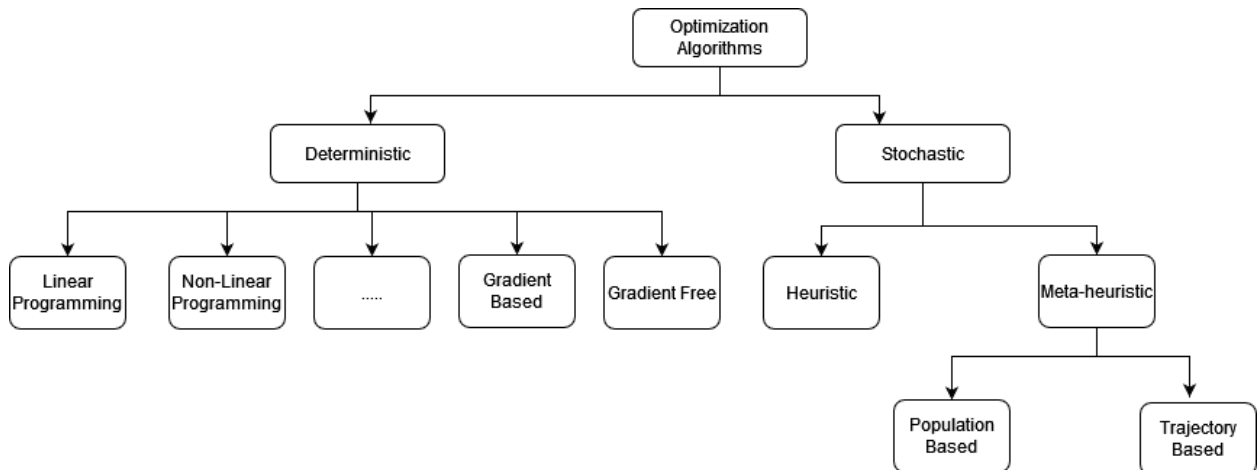 Optimization
Algorithms
Deterministic
Stochastic
Linear
Programming
Non-Linear
Programming
.....
Gradient
Based
Gradient Free
Heuristic
Meta-heuristic
Population
Based
Trajectory
Based